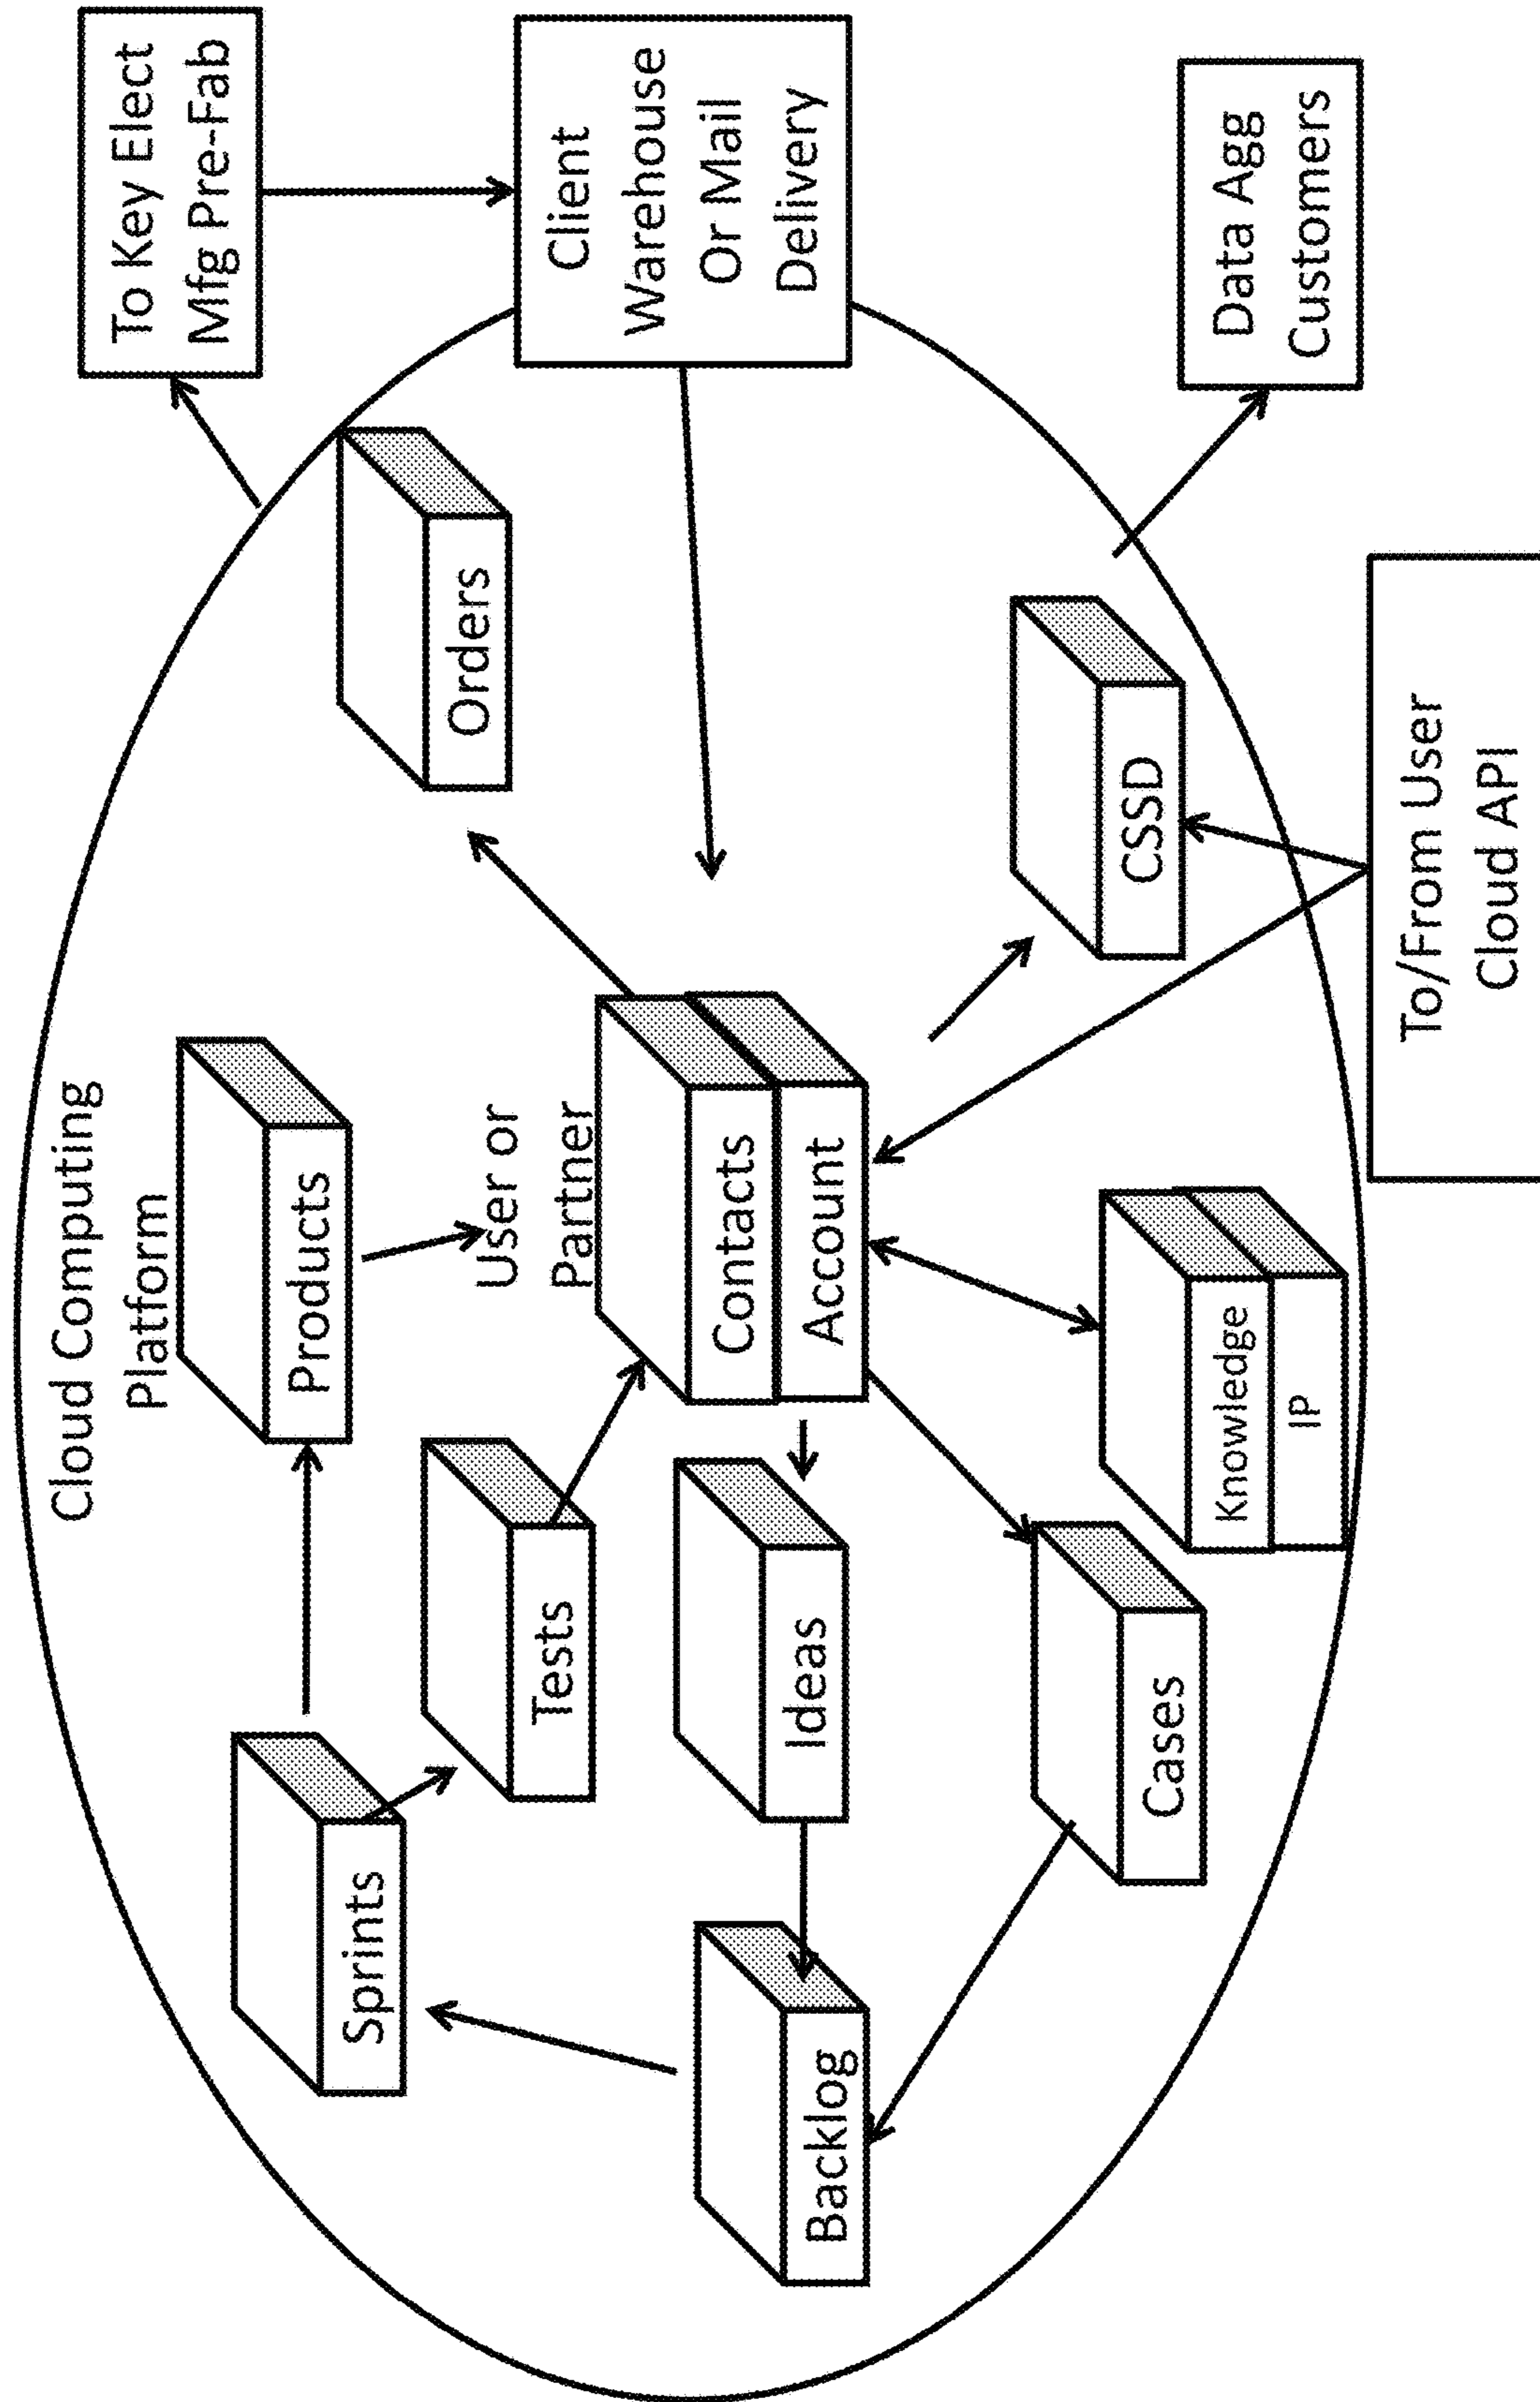 Cloud Computing
Platform
To Key Elect
Mfg Pre-Fab
Sprints
Products
Orders
Tests
User or
Partner
Client
Warehouse
Or Mail
Delivery
Backlog
Ideas
Contacts
Account
Cases
Knowledge
IP
CSSD
Data Agg
Customers
To/From User
Cloud API